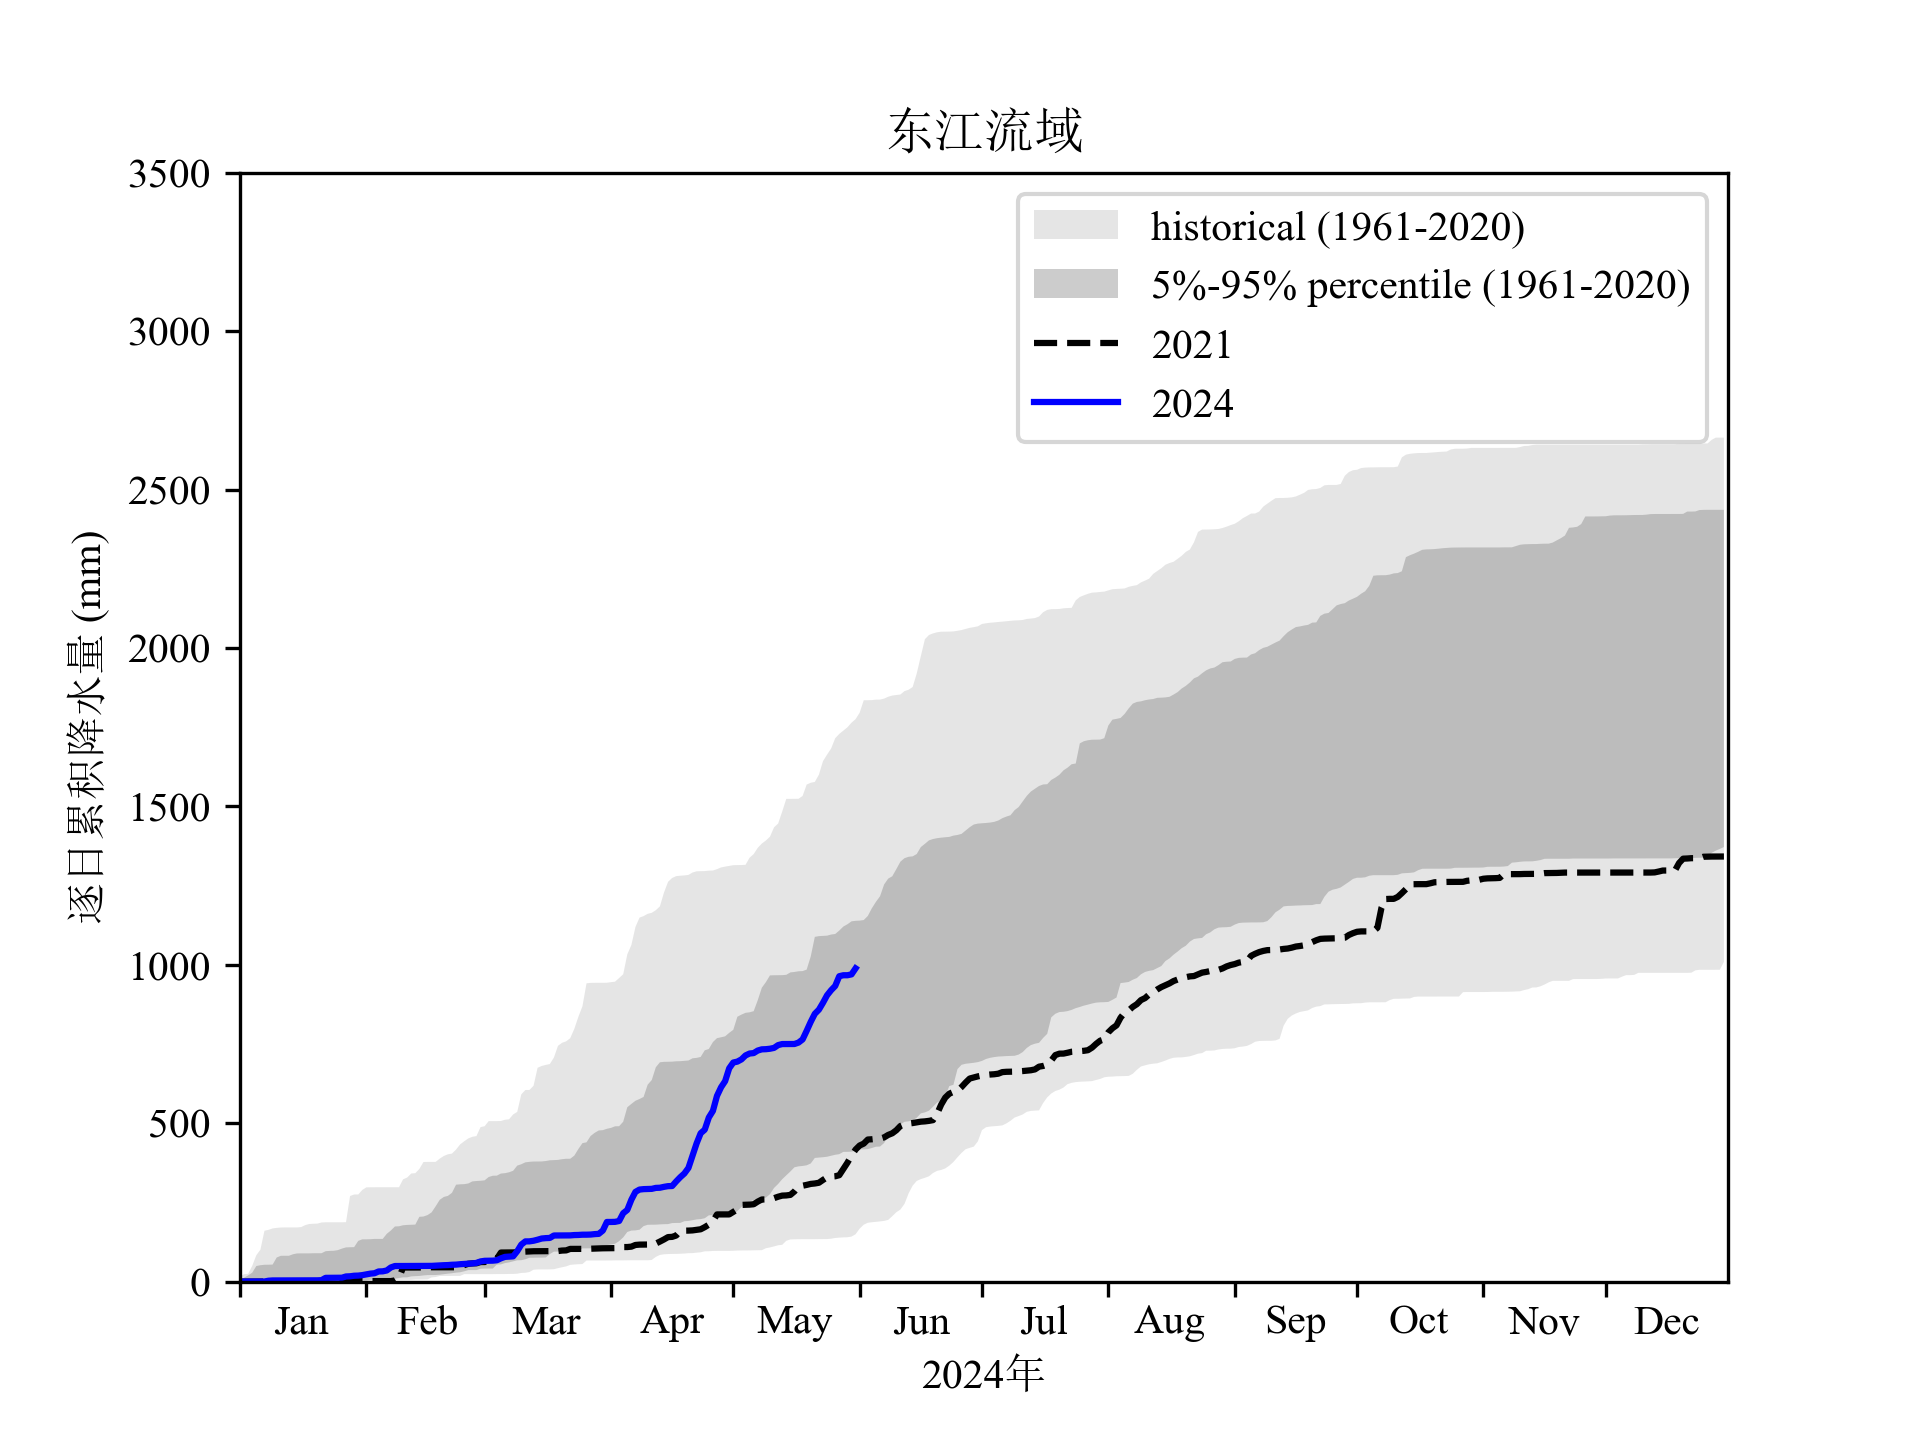 东江流域
3500
3000
2500
2000
1500
1000
500
0
逐日累积降水量 (mm)
historical (1961-2020)
5%-95% percentile (1961-2020)
2021
2024
Jan Feb Mar Apr May Jun Jul Aug Sep Oct Nov Dec
2024年